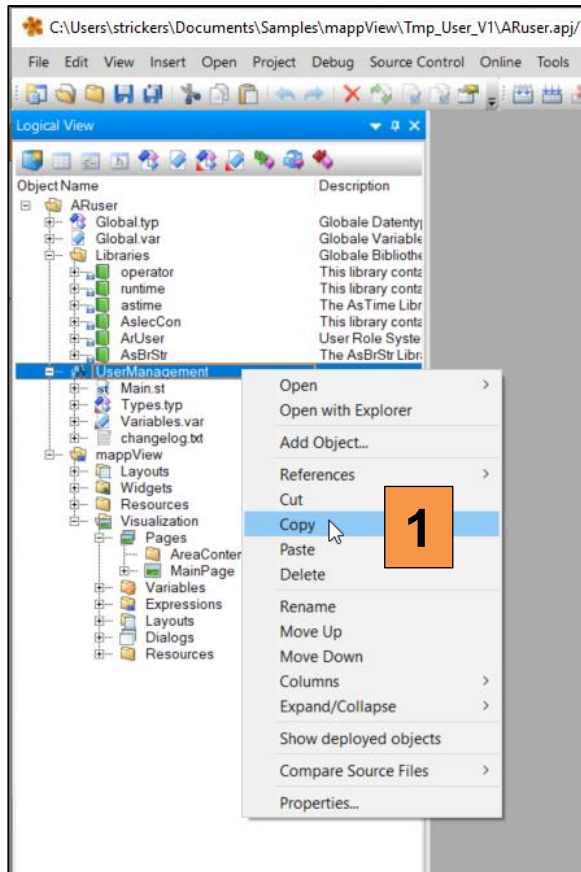 C:\Users\strickers\Documents\Samples\mappView\Tmp_User_V1\ARuser.apj/
File Edit View Insert Open Project Debug Source Control Online Tools
Logical View
Object Name Description
ARuser
Global.typ Globale Datenty
Global.var Globale Variable
Libraries Globale Biblioth
operator This library conta
runtime This library conta
astime The AsTime Libr
AsIecCon This library conta
ArUser User Role Syste
AsBrStr The AsBrStr Libr
UserManagement
Main.st
Types.typ
Variables.var
changelog.txt
mappView
Layouts
Widgets
Resources
Visualization
Pages
AreaConter
MainPage
Variables
Expressions
Layouts
Dialogs
Resources
Open
Open with Explorer
Add Object...
References
Cut
Copy
1
Paste
Delete
Rename
Move Up
Move Down
Columns
Expand/Collapse
Show deployed objects
Compare Source Files
Properties...